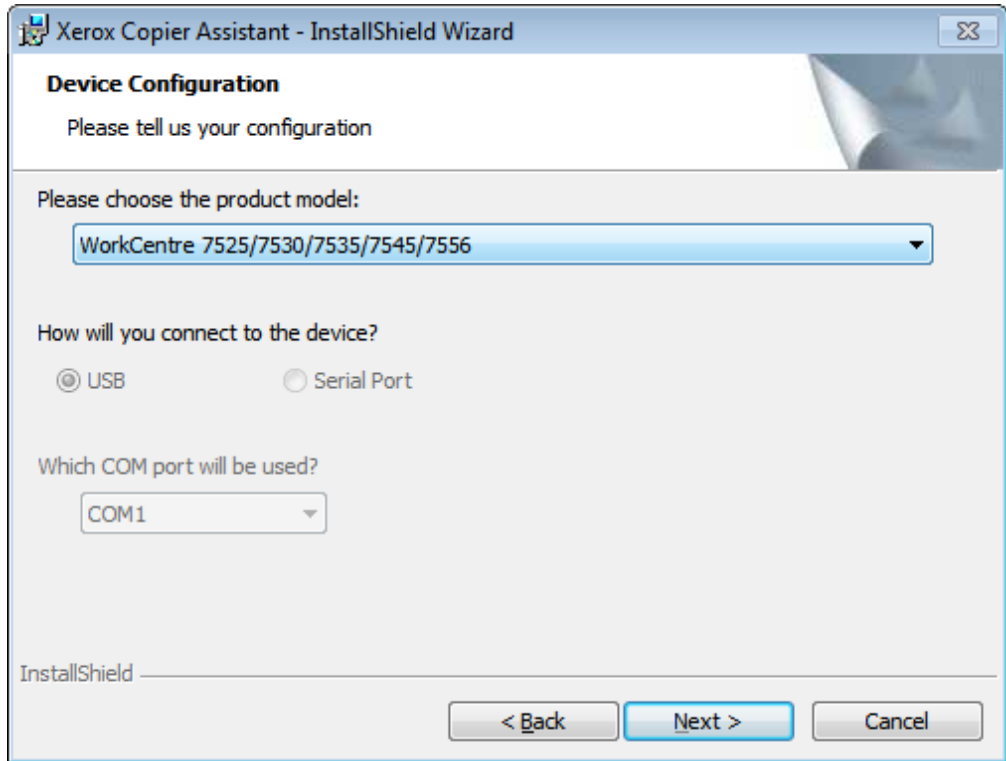 Xerox Copier Assistant - InstallShield Wizard
Device Configuration
Please tell us your configuration
Please choose the product model:
WorkCentre 7525/7530/7535/7545/7556
How will you connect to the device?
USB Serial Port
Which COM port will be used?
COM1
InstallShield
< Back Next > Cancel